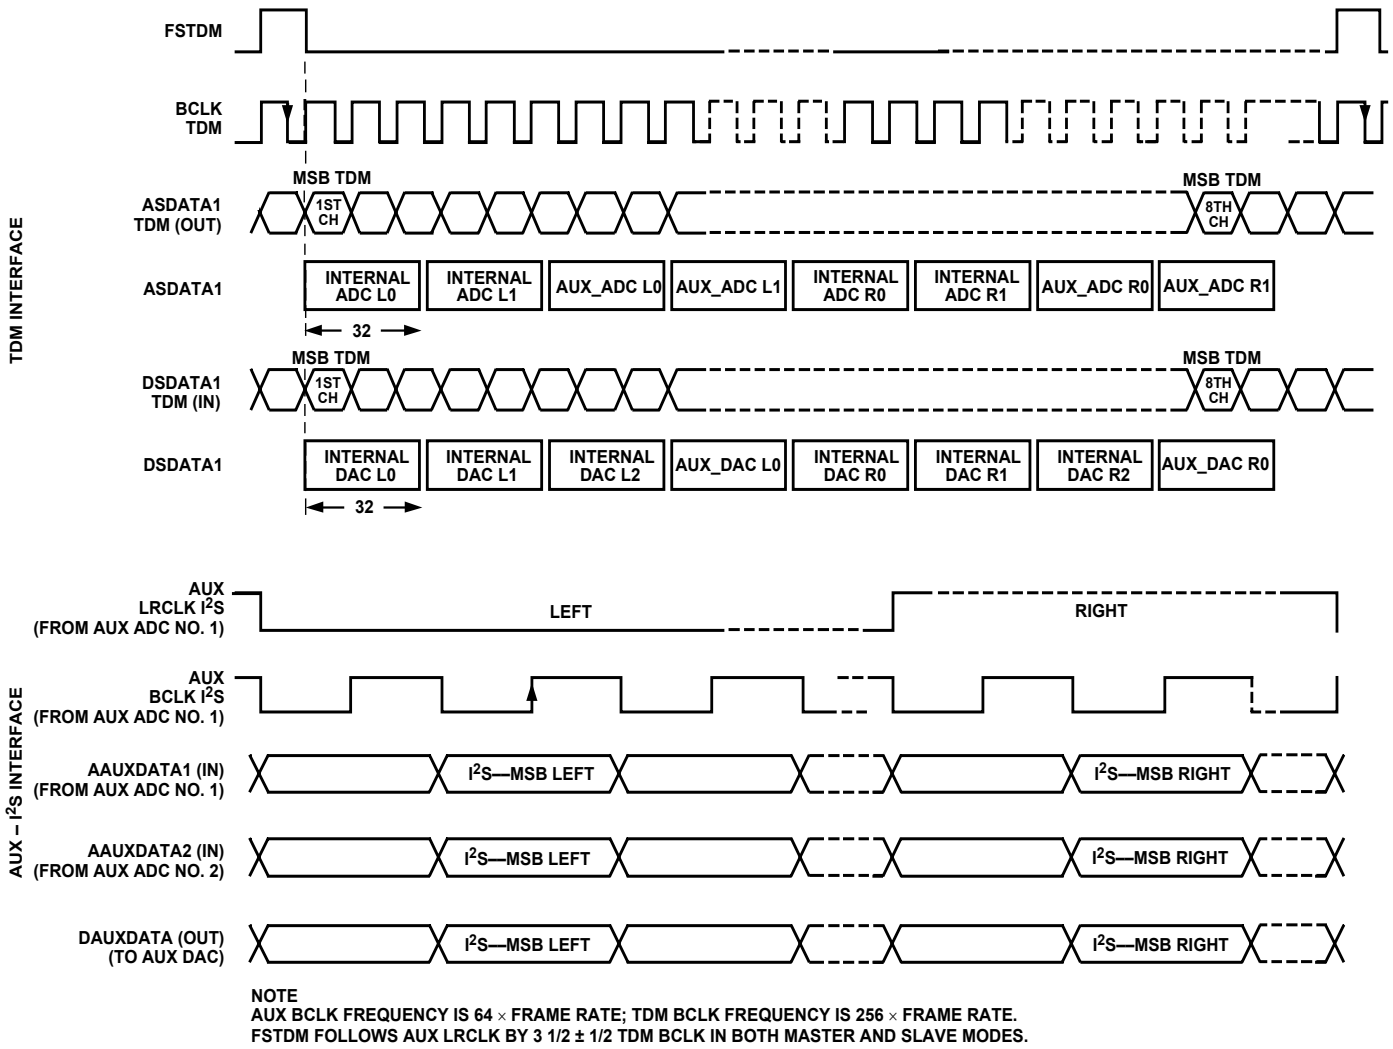 FSTDM
BCLK
TDM
TDM INTERFACE
MSB TDM
MSB TDM
ASDATA1
TDM (OUT)
1ST
CH
8TH
CH
ASDATA1
INTERNAL
ADC L0
INTERNAL
ADC L1
AUX_ADC L0
AUX_ADC L1
INTERNAL
ADC R0
INTERNAL
ADC R1
AUX_ADC R0
AUX_ADC R1
32
MSB TDM
MSB TDM
DSDATA1
TDM (IN)
1ST
CH
8TH
CH
DSDATA1
INTERNAL
DAC L0
INTERNAL
DAC L1
INTERNAL
DAC L2
AUX_DAC L0
INTERNAL
DAC R0
INTERNAL
DAC R1
INTERNAL
DAC R2
AUX_DAC R0
32
AUX – I²S INTERFACE
AUX
LRCLK I²S
(FROM AUX ADC NO. 1)
LEFT
RIGHT
AUX
BCLK I²S
(FROM AUX ADC NO. 1)
AAUXDATA1 (IN)
(FROM AUX ADC NO. 1)
I²S—MSB LEFT
I²S—MSB RIGHT
AAUXDATA2 (IN)
(FROM AUX ADC NO. 2)
I²S—MSB LEFT
I²S—MSB RIGHT
DAUXDATA (OUT)
(TO AUX DAC)
I²S—MSB LEFT
I²S—MSB RIGHT
NOTE
AUX BCLK FREQUENCY IS 64 × FRAME RATE; TDM BCLK FREQUENCY IS 256 × FRAME RATE.
FSTDM FOLLOWS AUX LRCLK BY 3 1/2 ± 1/2 TDM BCLK IN BOTH MASTER AND SLAVE MODES.